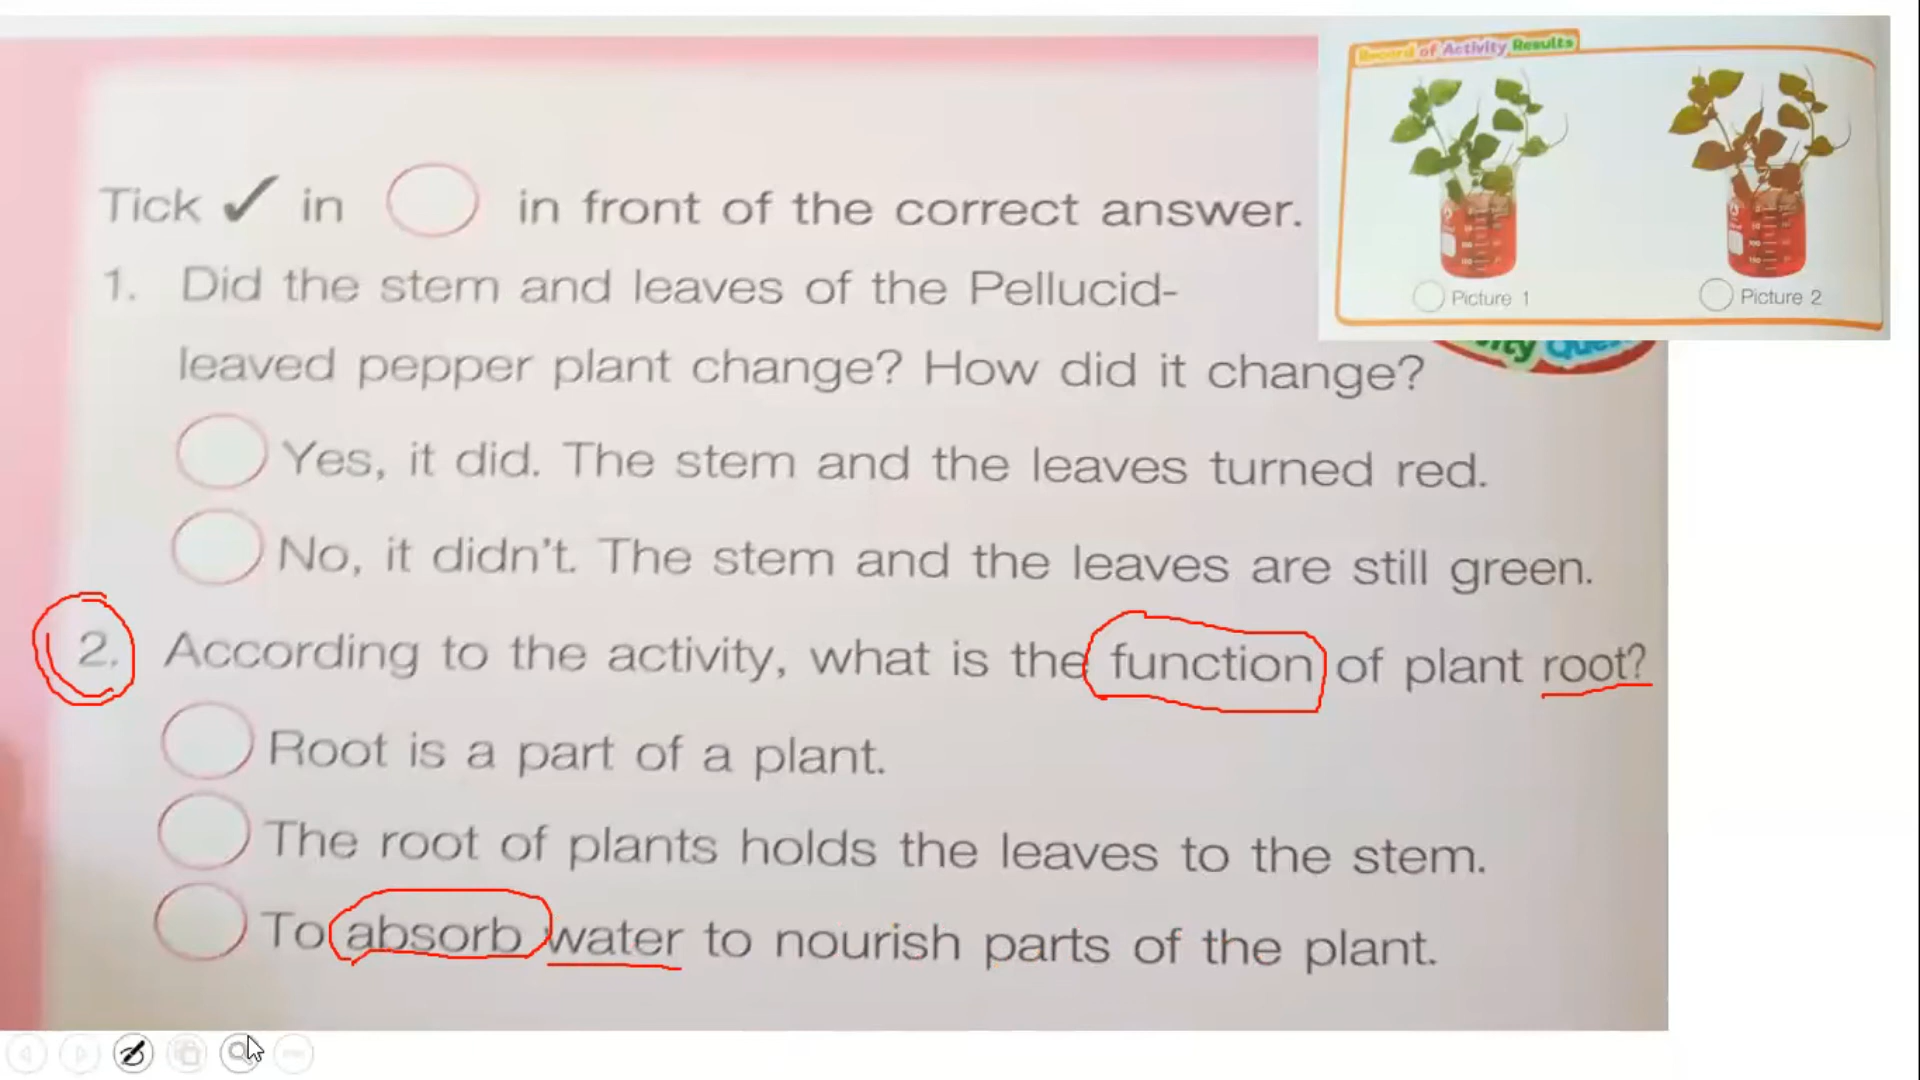 Record of Activity Results
Picture 1
Picture 2
Tick ✓ in ◯ in front of the correct answer.
1. Did the stem and leaves of the Pellucid-
leaved pepper plant change? How did it change?
Yes, it did. The stem and the leaves turned red.
No, it didn't. The stem and the leaves are still green.
2. According to the activity, what is the function of plant root?
Root is a part of a plant.
The root of plants holds the leaves to the stem.
To absorb water to nourish parts of the plant.